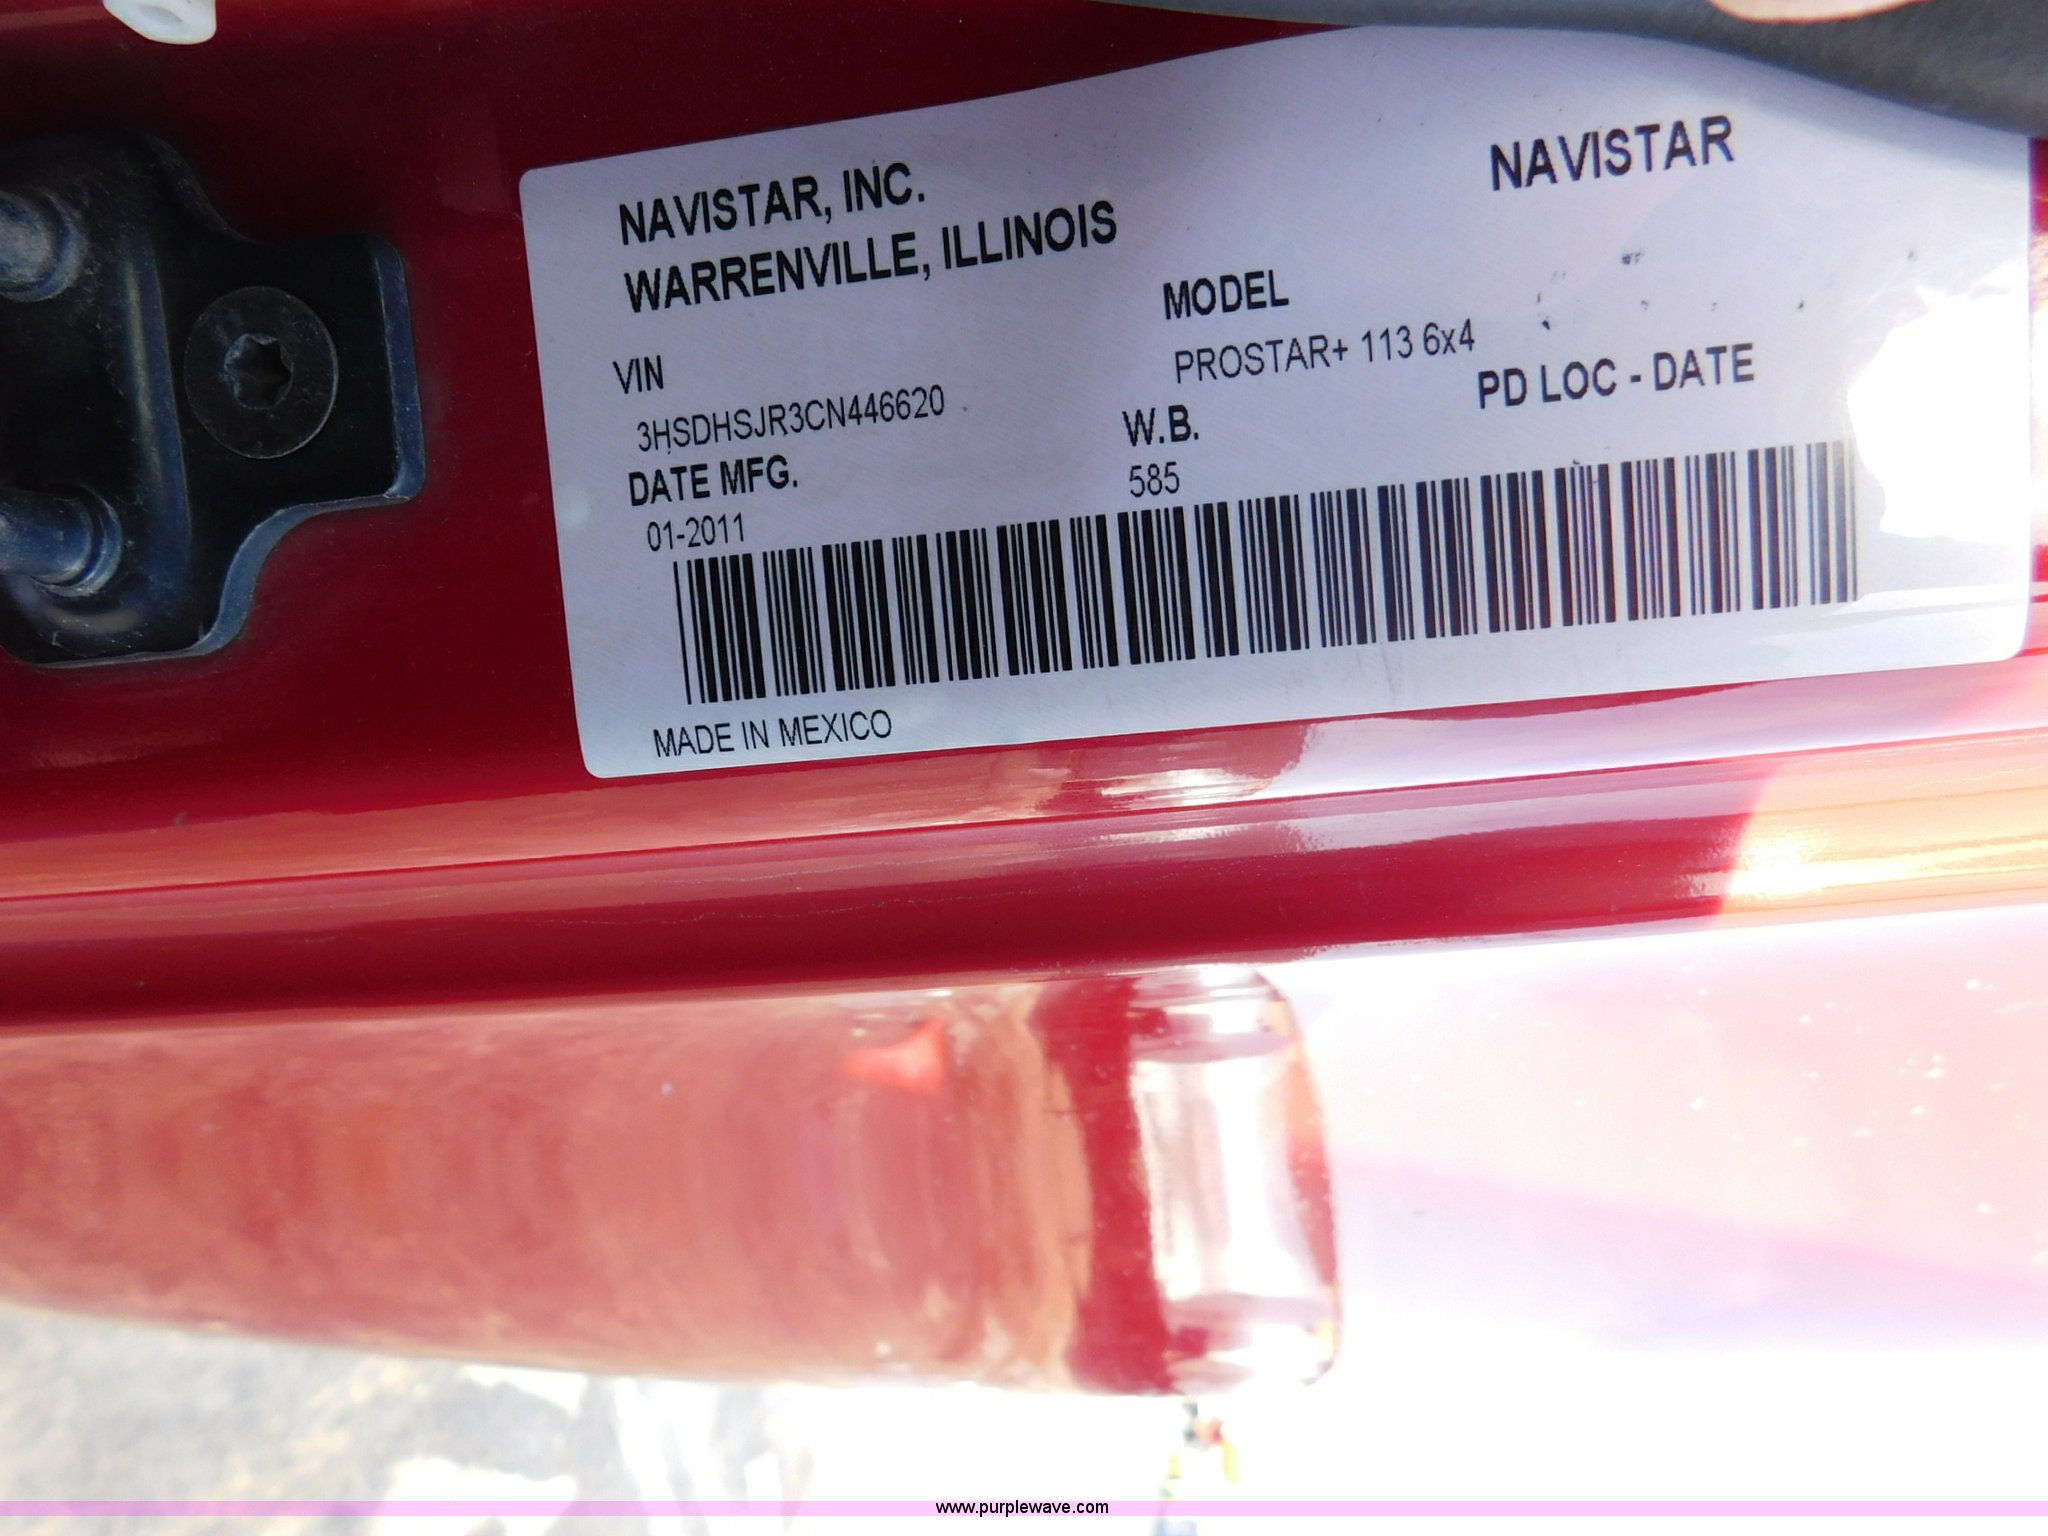 NAVISTAR, INC.
WARRENVILLE, ILLINOIS
NAVISTAR
VIN
3HSDHSJR3CN446620
MODEL
PROSTAR+ 113 6x4
DATE MFG.
01-2011
W.B.
585
PD LOC - DATE
MADE IN MEXICO
www.purplewave.com